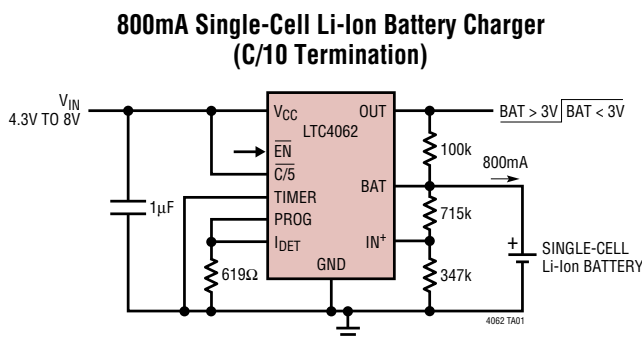 800mA Single-Cell Li-Ion Battery Charger
(C/10 Termination)
VIN
4.3V TO 8V
VCC
OUT
BAT > 3V
BAT < 3V
LTC4062
EN
100k
800mA
C/5
BAT
TIMER
1µF
715k
PROG
IDET
IN+
+
SINGLE-CELL
Li-Ion BATTERY
619Ω
GND
347k
4062 TA01